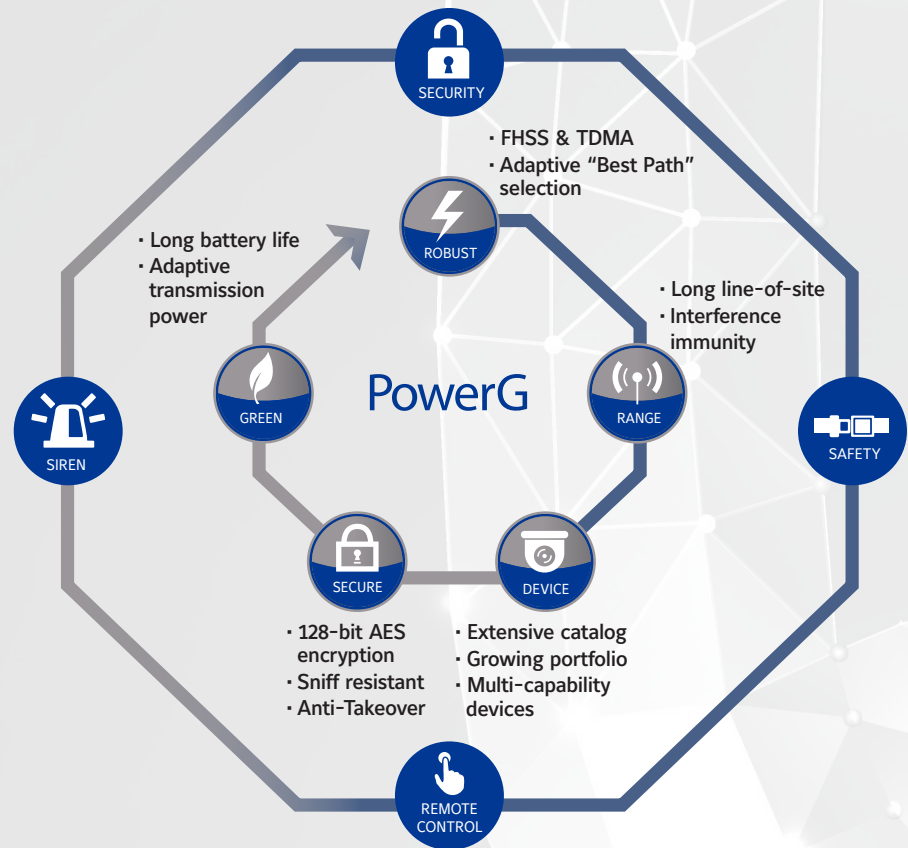 SECURITY
· FHSS & TDMA
· Adaptive “Best Path”
selection
ROBUST
· Long battery life
· Adaptive
transmission
power
· Long line-of-site
· Interference
immunity
GREEN
PowerG
RANGE
SIREN
SAFETY
SECURE
DEVICE
· 128-bit AES
encryption
· Sniff resistant
· Anti-Takeover
· Extensive catalog
· Growing portfolio
· Multi-capability
devices
REMOTE
CONTROL